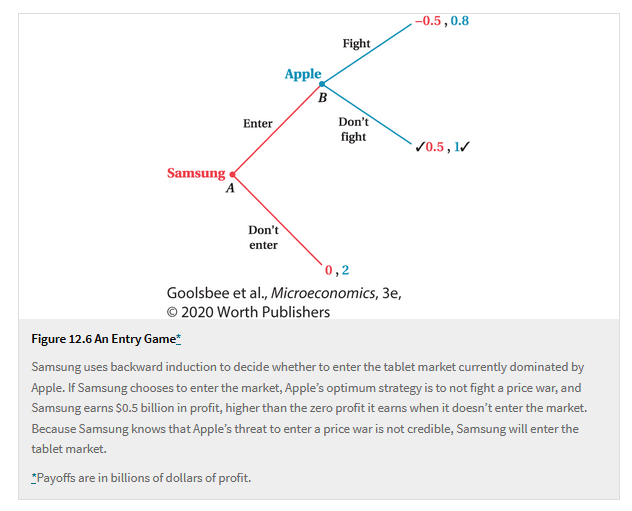 −0.5 , 0.8
Fight
Apple
B
Enter
Don't
fight
✓0.5 , 1✓
Samsung
A
Don't
enter
0 , 2
Goolsbee et al., Microeconomics, 3e,
© 2020 Worth Publishers
Figure 12.6 An Entry Game*
Samsung uses backward induction to decide whether to enter the tablet market currently dominated by
Apple. If Samsung chooses to enter the market, Apple's optimum strategy is to not fight a price war, and
Samsung earns $0.5 billion in profit, higher than the zero profit it earns when it doesn't enter the market.
Because Samsung knows that Apple's threat to enter a price war is not credible, Samsung will enter the
tablet market.
*Payoffs are in billions of dollars of profit.